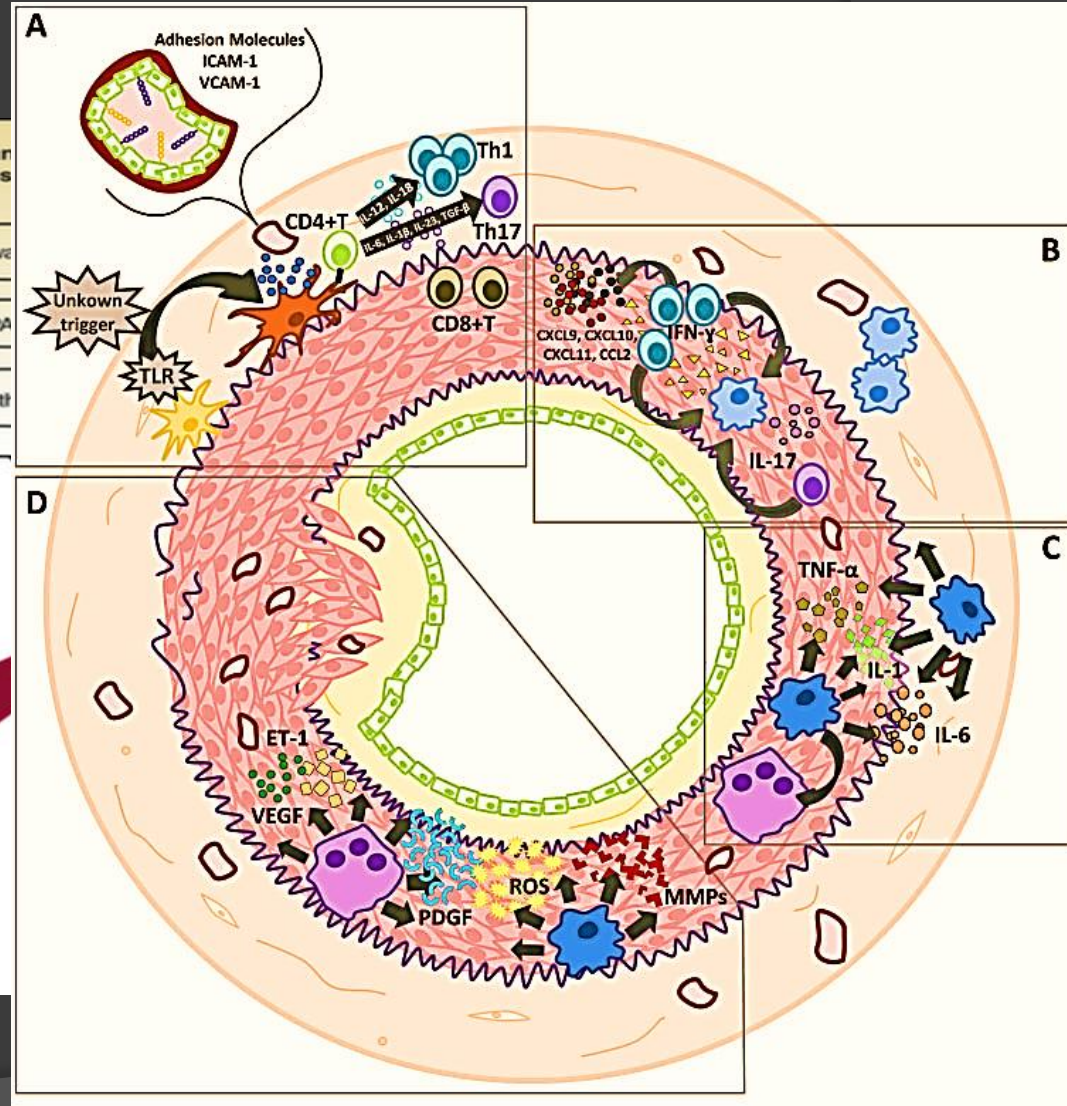 A
Adhesion Molecules
ICAM-1
VCAM-1
Th1
IL-12, IL-18
CD4+T
IL-6, IL-1β, IL-23, TGF-β
Th17
Unkown
trigger
TLR
CD8+T
B
CXCL9, CXCL10,
CXCL11, CCL2
IFN-γ
IL-17
C
TNF-α
IL-1
IL-6
D
ET-1
VEGF
PDGF
ROS
MMPs